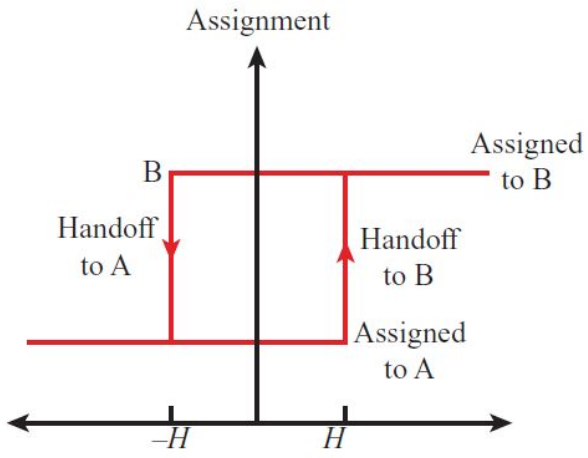 Assignment
Assigned
to B
B
Handoff
to A
Handoff
to B
Assigned
to A
–H
H